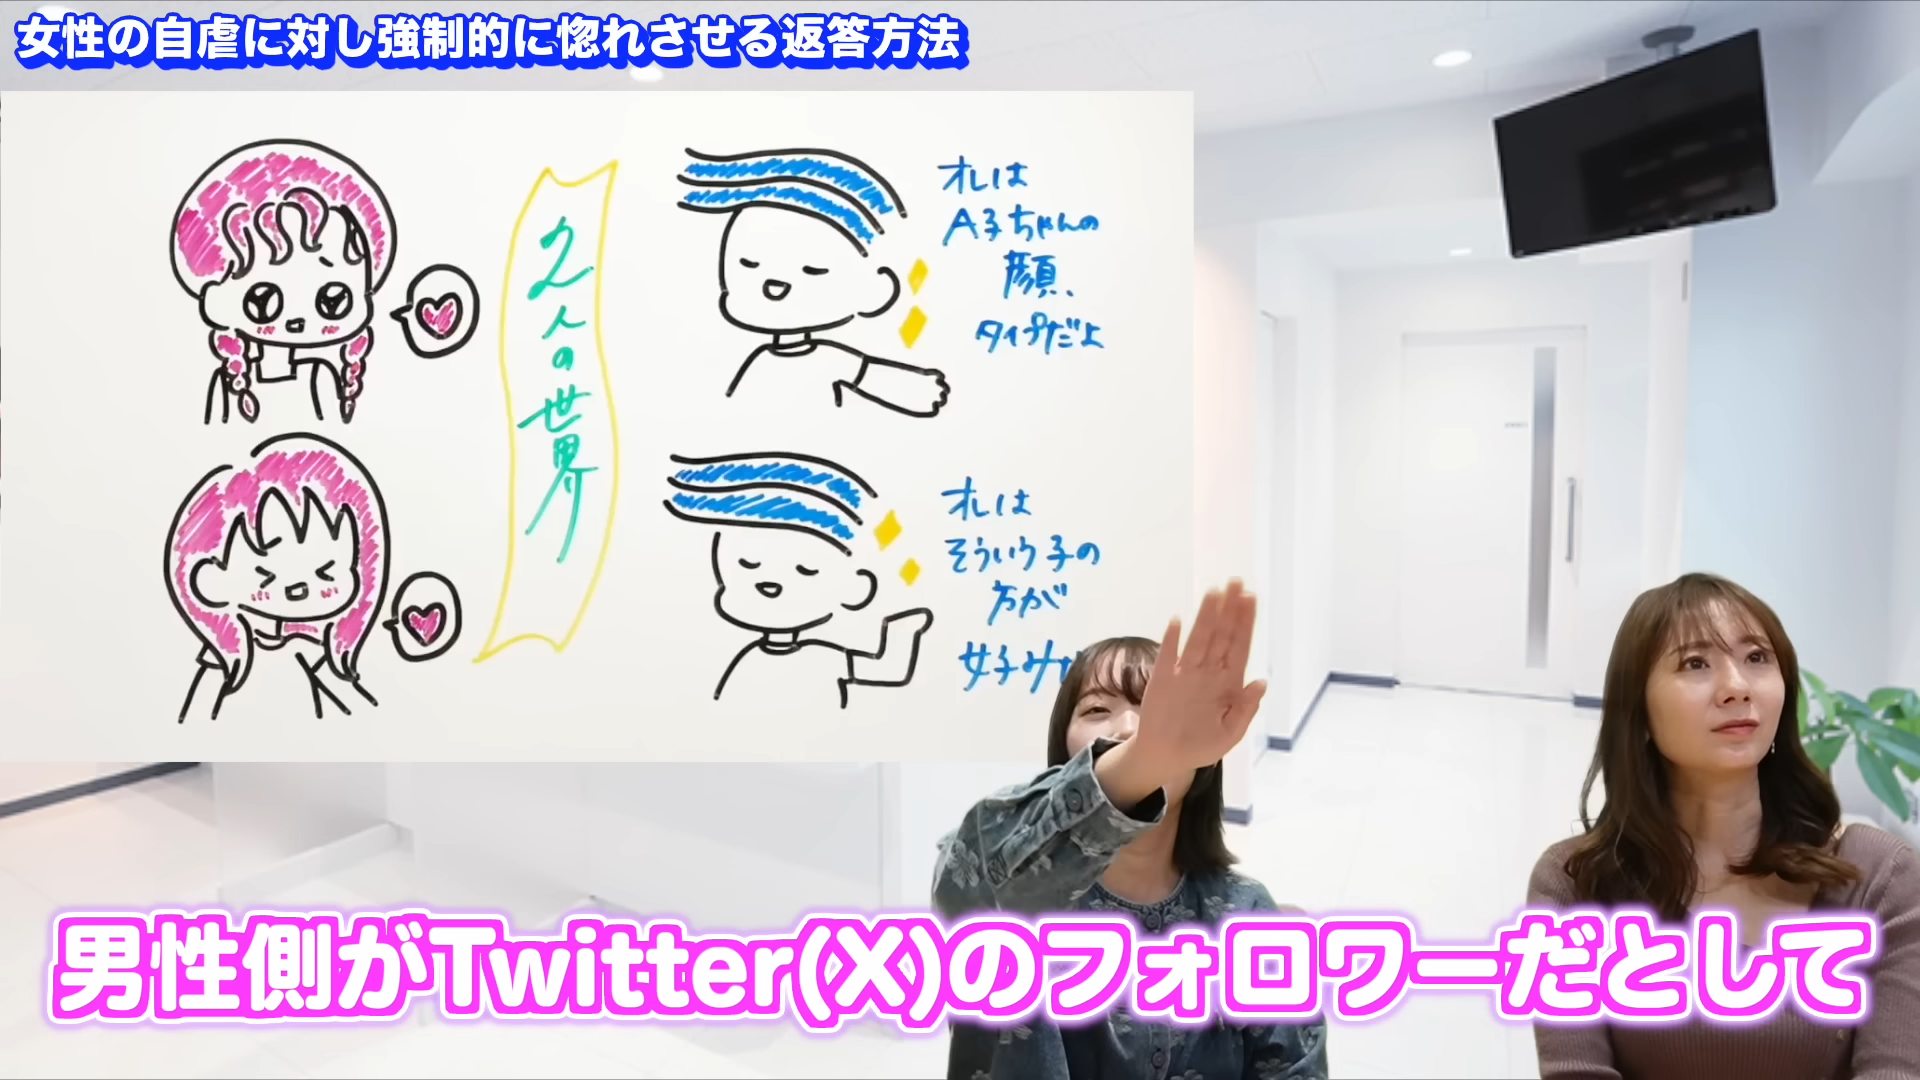 女性の自虐に対し強制的に惚れさせる返答方法
2人の世界
オレは
A子ちゃんの
顔、
タイプだよ
オレは
そういう子の
方が
女子み
男性側がTwitter(X)のフォロワーだとして